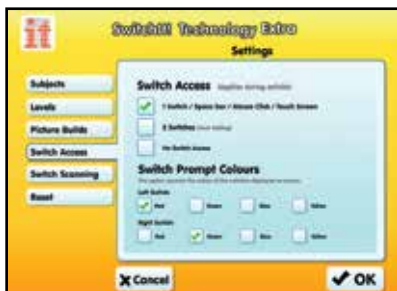 it
SwitchIt! Technology Extra
Settings
Subjects
Levels
Picture Builds
Switch Access
Switch Scanning
Reset
Switch Access
1 Switch / Space Bar / Mouse Click / Touch Screen
2 Switches
No Switch Access
Switch Prompt Colours
Left Switch
Red Green Blue Yellow
Right Switch
Red Green Blue Yellow
Cancel
OK